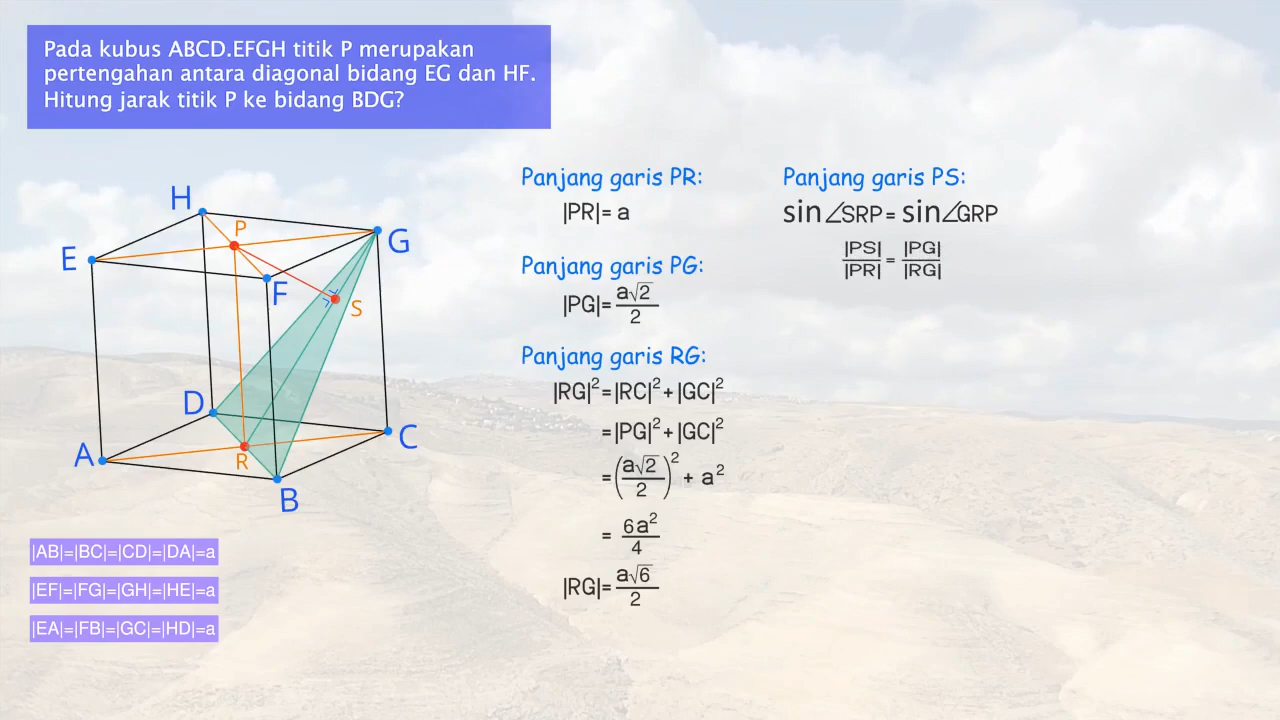 Pada kubus ABCD.EFGH titik P merupakan
pertengahan antara diagonal bidang EG dan HF.
Hitung jarak titik P ke bidang BDG?
H
P
E
G
F
S
D
A
R
C
B
|AB|=|BC|=|CD|=|DA|=a
|EF|=|FG|=|GH|=|HE|=a
|EA|=|FB|=|GC|=|HD|=a
Panjang garis PR:
|PR|= a
Panjang garis PG:
|PG|= a√2/2
Panjang garis RG:
|RG|²=|RC|²+|GC|²
=|PG|²+|GC|²
=(a√2/2)² + a²
= 6a²/4
|RG|= a√6/2
Panjang garis PS:
sin∠SRP= sin∠GRP
|PS|/|PR| = |PG|/|RG|